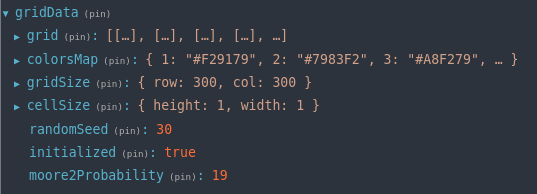 ▼ gridData (pin)
▶ grid (pin): [[…], […], […], […], …]
▶ colorsMap (pin): { 1: "#F29179", 2: "#7983F2", 3: "#A8F279", … }
▶ gridSize (pin): { row: 300, col: 300 }
▶ cellSize (pin): { height: 1, width: 1 }
randomSeed (pin): 30
initialized (pin): true
moore2Probability (pin): 19